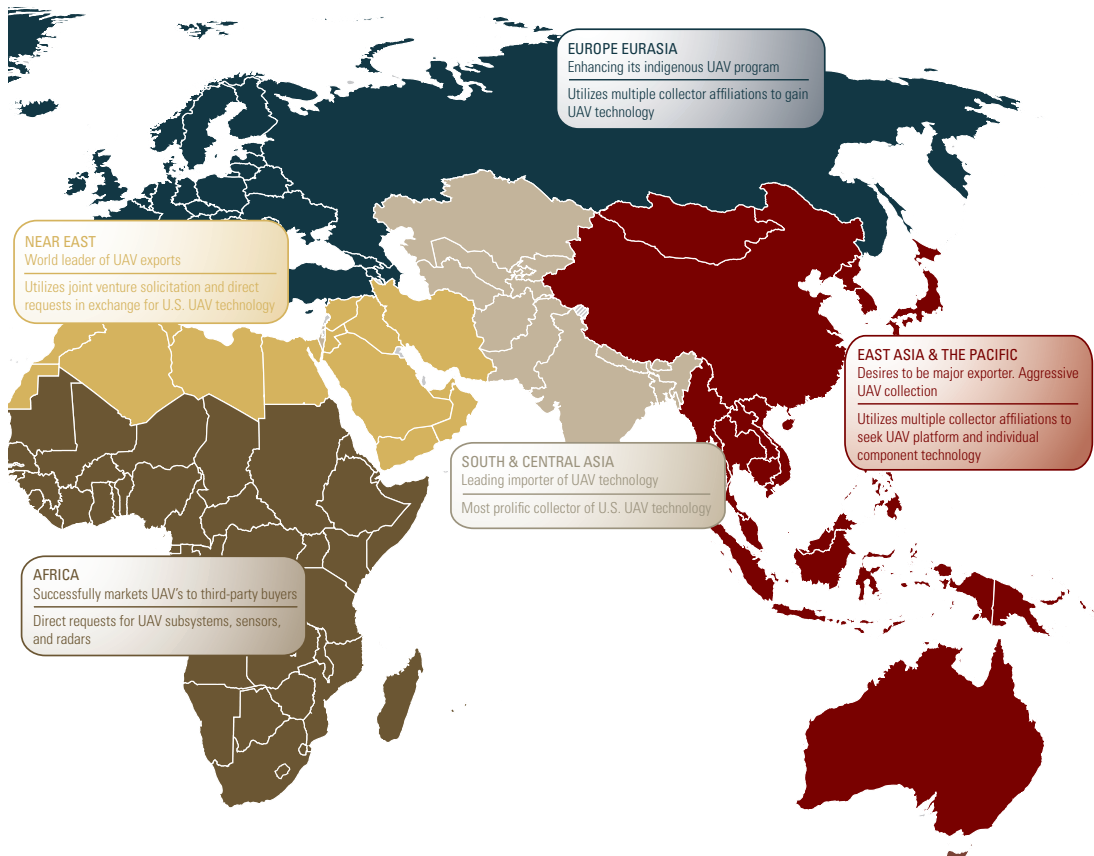 EUROPE EURASIA
Enhancing its indigenous UAV program
Utilizes multiple collector affiliations to gain
UAV technology
NEAR EAST
World leader of UAV exports
Utilizes joint venture solicitation and direct
requests in exchange for U.S. UAV technology
EAST ASIA & THE PACIFIC
Desires to be major exporter. Aggressive
UAV collection
Utilizes multiple collector affiliations to
seek UAV platform and individual
component technology
SOUTH & CENTRAL ASIA
Leading importer of UAV technology
Most prolific collector of U.S. UAV technology
AFRICA
Successfully markets UAV's to third-party buyers
Direct requests for UAV subsystems, sensors,
and radars